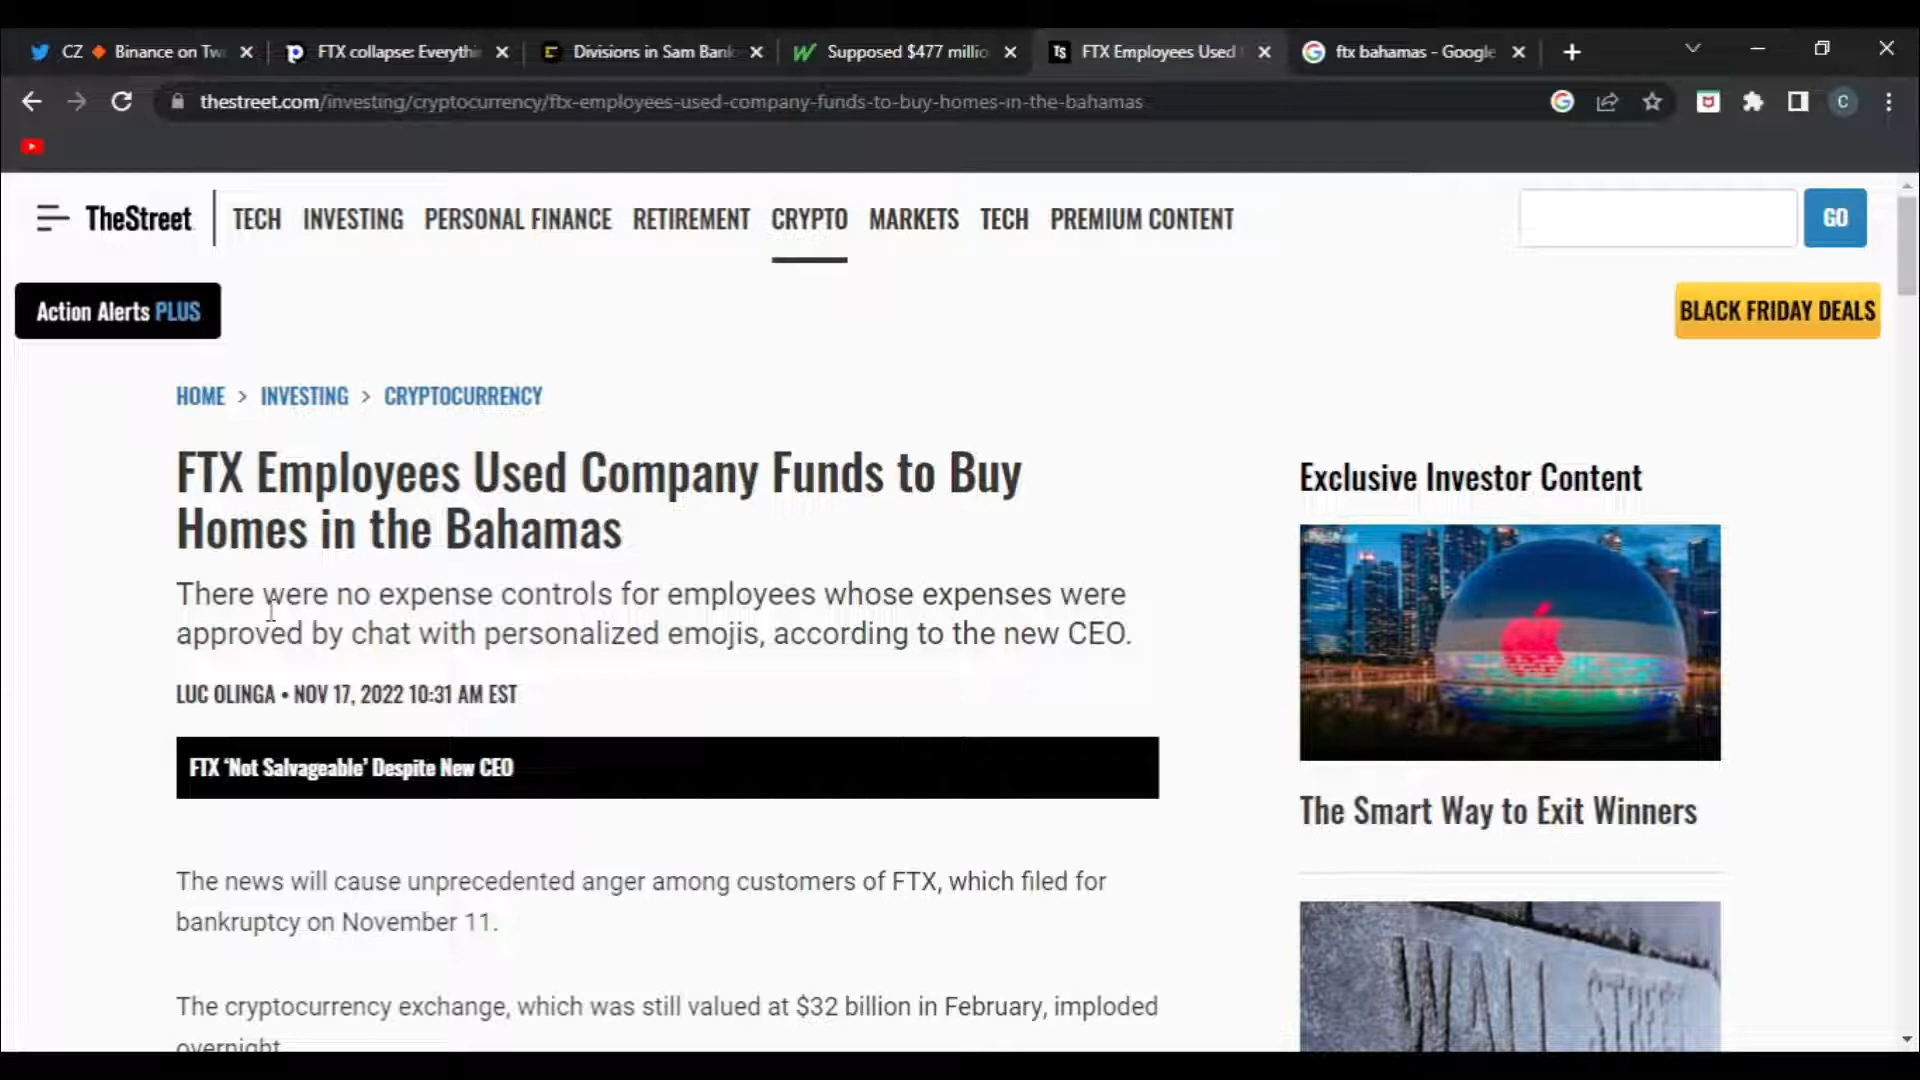 CZ 🔶 Binance on Tw
FTX collapse: Everythi
Divisions in Sam Bank
Supposed $477 millio
Ts FTX Employees Used
ftx bahamas - Google
thestreet.com/investing/cryptocurrency/ftx-employees-used-company-funds-to-buy-homes-in-the-bahamas
C
TheStreet
TECH INVESTING PERSONAL FINANCE RETIREMENT CRYPTO MARKETS TECH PREMIUM CONTENT
GO
Action Alerts PLUS
BLACK FRIDAY DEALS
HOME > INVESTING > CRYPTOCURRENCY
FTX Employees Used Company Funds to Buy
Homes in the Bahamas
There were no expense controls for employees whose expenses were
approved by chat with personalized emojis, according to the new CEO.
LUC OLINGA • NOV 17, 2022 10:31 AM EST
FTX ‘Not Salvageable’ Despite New CEO
The news will cause unprecedented anger among customers of FTX, which filed for
bankruptcy on November 11.
The cryptocurrency exchange, which was still valued at $32 billion in February, imploded
overnight
Exclusive Investor Content
The Smart Way to Exit Winners
WALL STREET